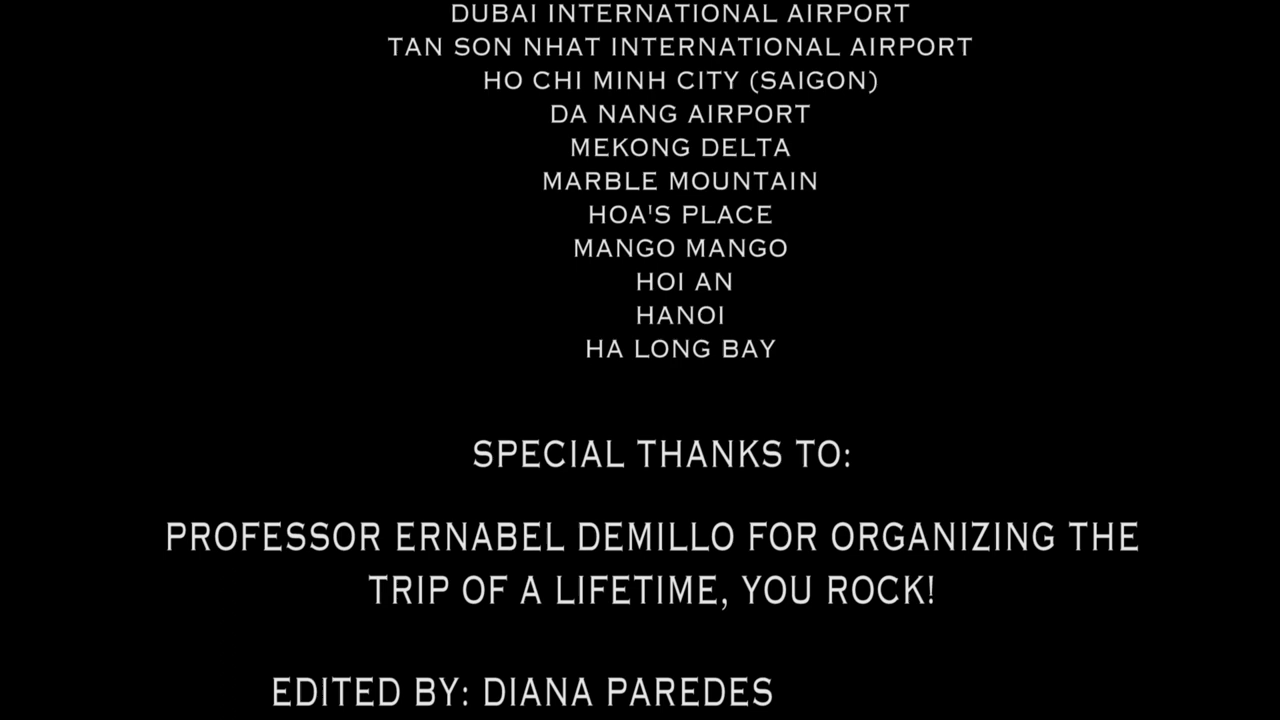 DUBAI INTERNATIONAL AIRPORT
TAN SON NHAT INTERNATIONAL AIRPORT
HO CHI MINH CITY (SAIGON)
DA NANG AIRPORT
MEKONG DELTA
MARBLE MOUNTAIN
HOA'S PLACE
MANGO MANGO
HOI AN
HANOI
HA LONG BAY
SPECIAL THANKS TO:
PROFESSOR ERNABEL DEMILLO FOR ORGANIZING THE
TRIP OF A LIFETIME, YOU ROCK!
EDITED BY: DIANA PAREDES